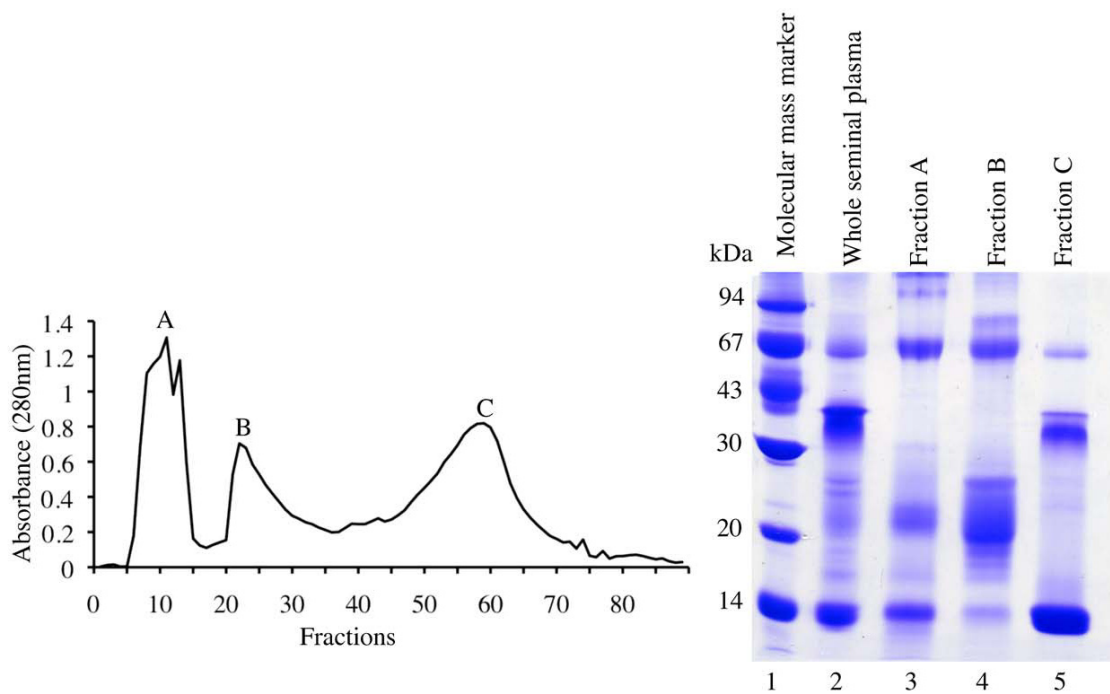 Absorbance (280nm)
1.4
1.2
1
0.8
0.6
0.4
0.2
0
A
B
C
0 10 20 30 40 50 60 70 80
Fractions
Molecular mass marker
Whole seminal plasma
Fraction A
Fraction B
Fraction C
kDa
94
67
43
30
20
14
1 2 3 4 5